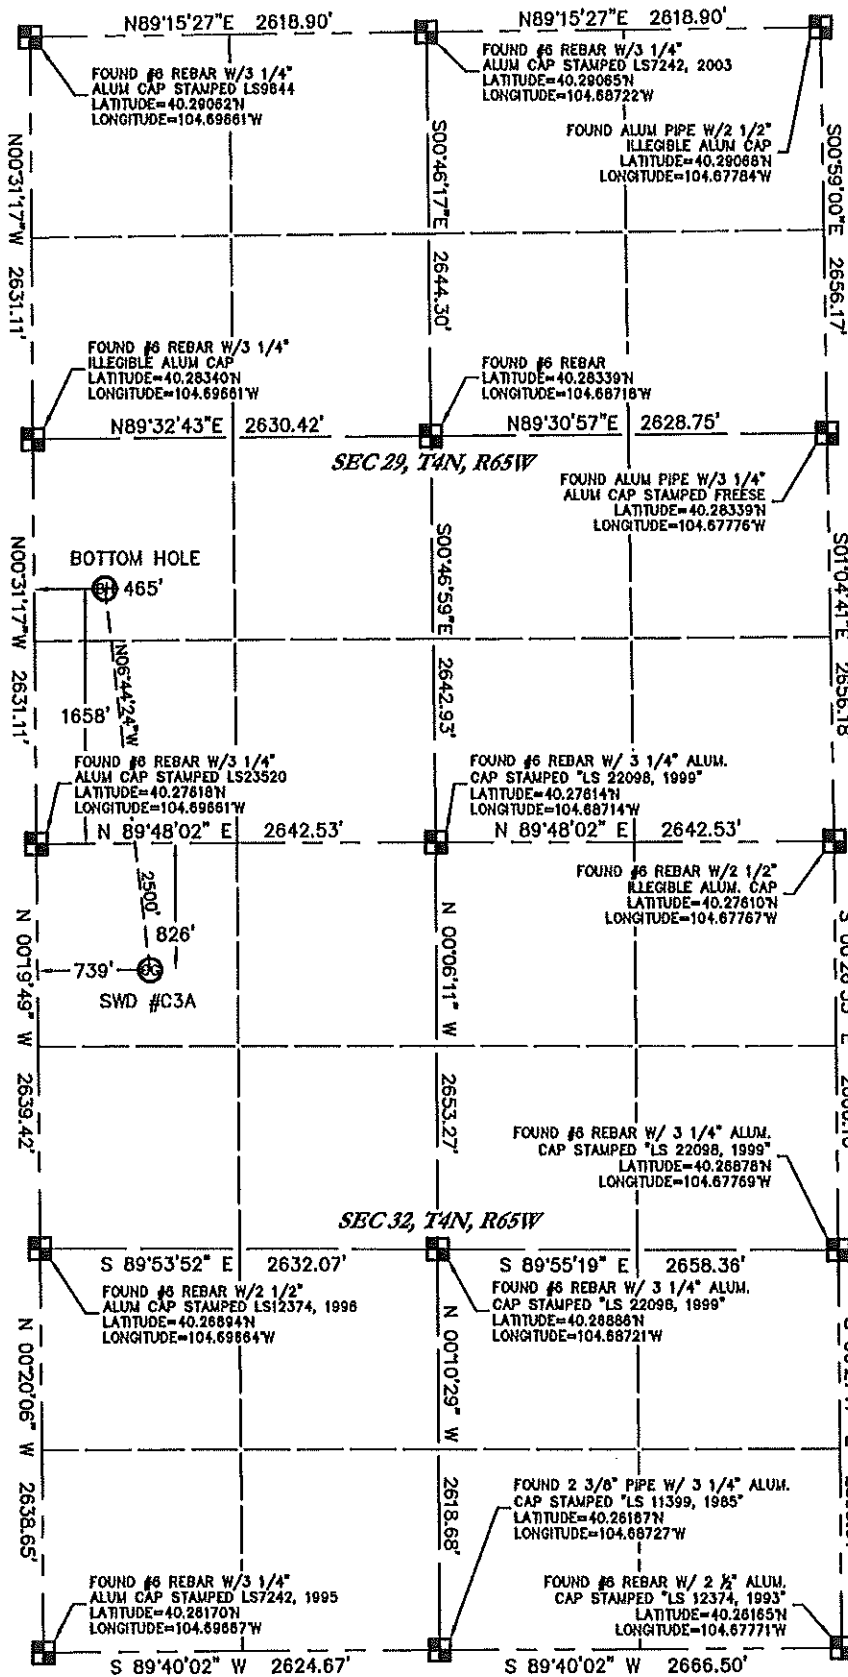 N89°15'27"E 2618.90'
N89°15'27"E 2618.90'
FOUND #6 REBAR W/3 1/4"
ALUM CAP STAMPED LS9644
LATITUDE=40.29062°N
LONGITUDE=104.69661°W
FOUND #6 REBAR W/3 1/4"
ALUM CAP STAMPED LS7242, 2003
LATITUDE=40.29065°N
LONGITUDE=104.68722°W
FOUND ALUM PIPE W/2 1/2"
ILLEGIBLE ALUM CAP
LATITUDE=40.29068°N
LONGITUDE=104.67784°W
N00°31'17"W 2631.11'
S00°46'17"E 2644.30'
S00°59'00"E 2656.17'
FOUND #6 REBAR W/3 1/4"
ILLEGIBLE ALUM CAP
LATITUDE=40.28340°N
LONGITUDE=104.69661°W
FOUND #6 REBAR
LATITUDE=40.28339°N
LONGITUDE=104.68718°W
N89°32'43"E 2630.42'
N89°30'57"E 2628.75'
SEC 29, T4N, R65W
FOUND ALUM PIPE W/3 1/4"
ALUM CAP STAMPED FREESE
LATITUDE=40.28339°N
LONGITUDE=104.67776°W
BOTTOM HOLE
BH 465'
N00°31'17"W 2631.11'
N06°44'24"W
2500'
1658'
S00°46'59"E 2642.93'
S01°04'41"E 2656.18
FOUND #6 REBAR W/3 1/4"
ALUM CAP STAMPED LS23520
LATITUDE=40.27618°N
LONGITUDE=104.69661°W
FOUND #6 REBAR W/ 3 1/4" ALUM.
CAP STAMPED "LS 22098, 1999"
LATITUDE=40.27614°N
LONGITUDE=104.68714°W
N 89°48'02" E 2642.53'
N 89°48'02" E 2642.53'
FOUND #6 REBAR W/2 1/2"
ILLEGIBLE ALUM. CAP
LATITUDE=40.27610°N
LONGITUDE=104.67767°W
826'
739'
SWD #C3A
N 00°19'49" W 2639.42'
N 00°06'11" W 2653.27'
FOUND #6 REBAR W/ 3 1/4" ALUM.
CAP STAMPED "LS 22098, 1999"
LATITUDE=40.26878°N
LONGITUDE=104.67769°W
SEC 32, T4N, R65W
S 89°53'52" E 2632.07'
S 89°55'19" E 2658.36'
FOUND #6 REBAR W/2 1/2"
ALUM CAP STAMPED LS12374, 1996
LATITUDE=40.26894°N
LONGITUDE=104.69664°W
FOUND #6 REBAR W/ 3 1/4" ALUM.
CAP STAMPED "LS 22098, 1999"
LATITUDE=40.26886°N
LONGITUDE=104.68721°W
N 00°20'06" W 2638.65'
N 00°10'29" W 2618.68'
FOUND 2 3/8" PIPE W/ 3 1/4" ALUM.
CAP STAMPED "LS 11399, 1985"
LATITUDE=40.26167°N
LONGITUDE=104.68727°W
FOUND #6 REBAR W/3 1/4"
ALUM CAP STAMPED LS7242, 1995
LATITUDE=40.26170°N
LONGITUDE=104.69667°W
FOUND #6 REBAR W/ 2 ½" ALUM.
CAP STAMPED "LS 12374, 1993"
LATITUDE=40.26165°N
LONGITUDE=104.67771°W
S 89°40'02" W 2624.67'
S 89°40'02" W 2666.50'